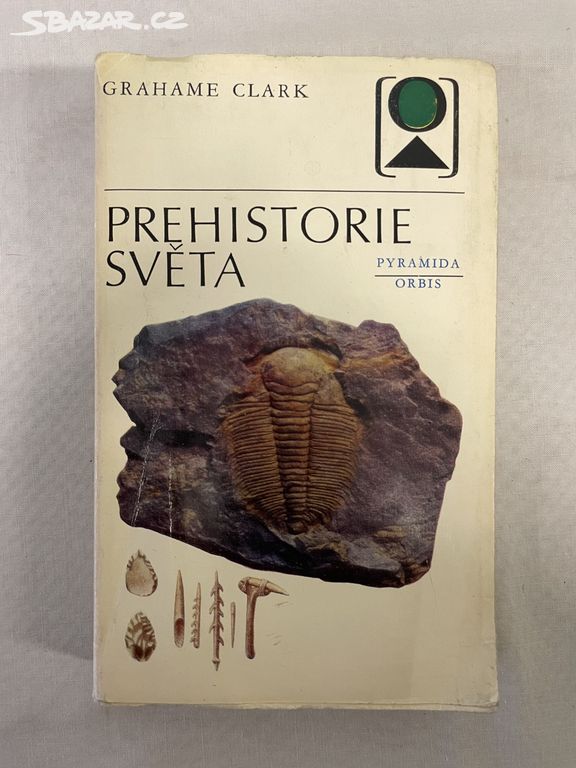 SBAZAR.CZ
GRAHAME CLARK
PREHISTORIE
SVĚTA
PYRAMIDA
ORBIS